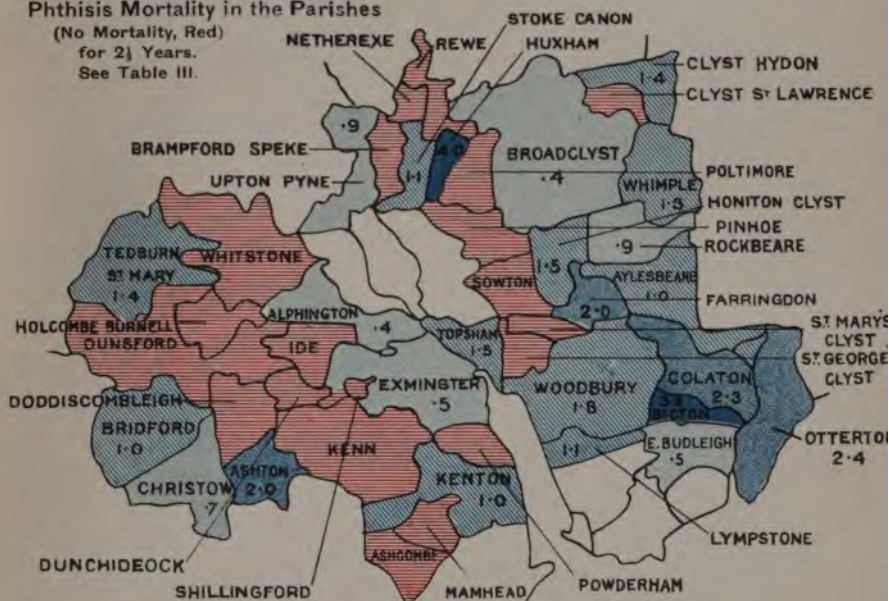 Phthisis Mortality in the Parishes
(No Mortality, Red)
for 2½ Years.
See Table III.
STOKE CANON
NETHEREXE
REWE
HUXHAM
CLYST HYDON
1·4
CLYST ST LAWRENCE
·9
BRAMPFORD SPEKE
4·0
BROADCLYST
POLTIMORE
1·1
·4
UPTON PYNE
WHIMPLE
1·3
HONITON CLYST
PINHOE
TEDBURN
ST MARY
1·4
WHITSTONE
·9
ROCKBEARE
1·5
SOWTON
AYLESBEARE
1·0
ALPHINGTON
·4
FARRINGDON
2·0
HOLCOMBE BURNELL
DUNSFORD
IDE
TOPSHAM
1·5
ST MARYS
CLYST
ST GEORGE
CLYST
EXMINSTER
·5
WOODBURY
1·8
COLATON
2·3
BICTON
DODDISCOMBLEIGH
BRIDFORD
1·0
KENN
E. BUDLEIGH
·5
1·1
OTTERTON
2·4
ASHTON
2·0
CHRISTOW
·7
KENTON
1·0
LYMPSTONE
ASHCOMBE
DUNCHIDEOCK
SHILLINGFORD
MAMHEAD
POWDERHAM